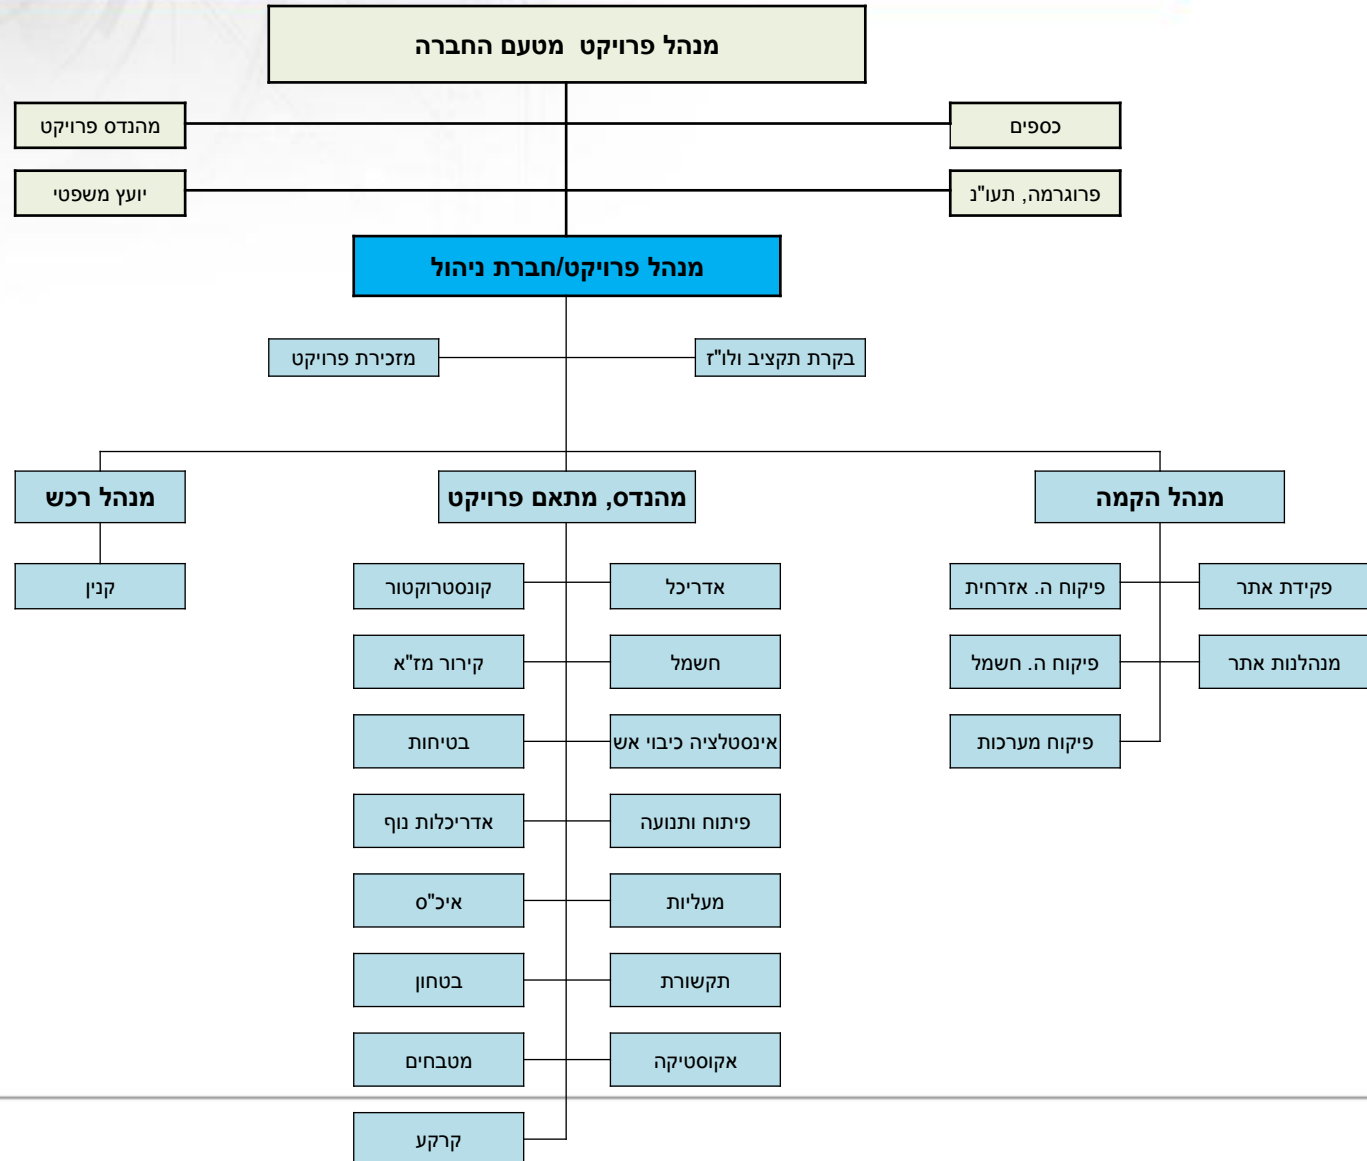 מנהל פרויקט מטעם החברה
כספים
מהנדס פרויקט
פרוגרמה, תעו"נ
יועץ משפטי
מנהל פרויקט/חברת ניהול
בקרת תקציב ולו"ז
מזכירת פרויקט
מנהל הקמה
מהנדס, מתאם פרויקט
מנהל רכש
פקידת אתר
פיקוח ה. אזרחית
אדריכל
קונסטרוקטור
קנין
מנהלנות אתר
פיקוח ה. חשמל
חשמל
קירור מז"א
פיקוח מערכות
אינסטלציה כיבוי אש
בטיחות
פיתוח ותנועה
אדריכלות נוף
מעליות
איכ"ס
תקשורת
בטחון
אקוסטיקה
מטבחים
קרקע